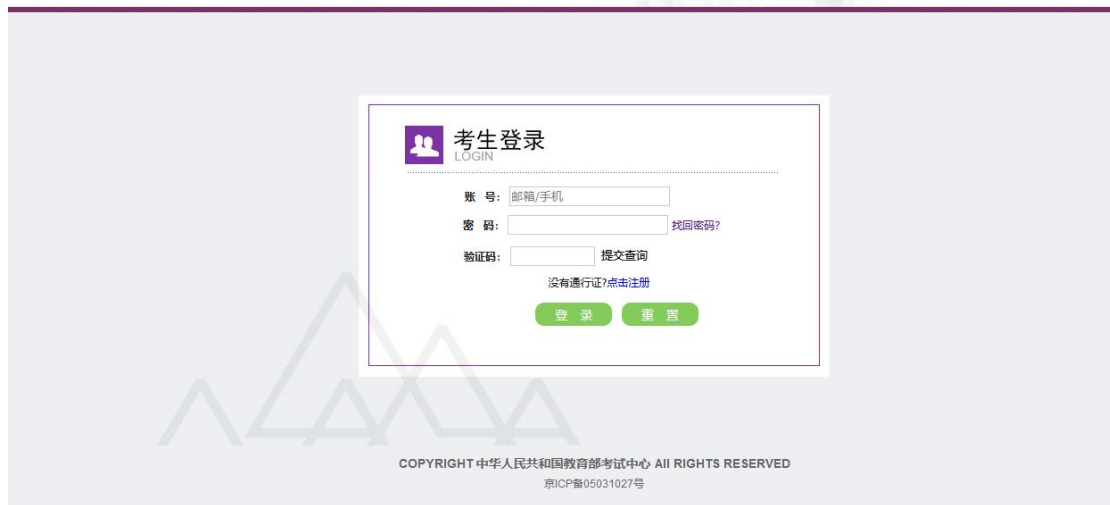 考生登录
LOGIN
账 号: 邮箱/手机
密 码: 找回密码?
验证码: 提交查询
没有通行证?点击注册
登 录 重 置
COPYRIGHT 中华人民共和国教育部考试中心 All RIGHTS RESERVED
京ICP备05031027号